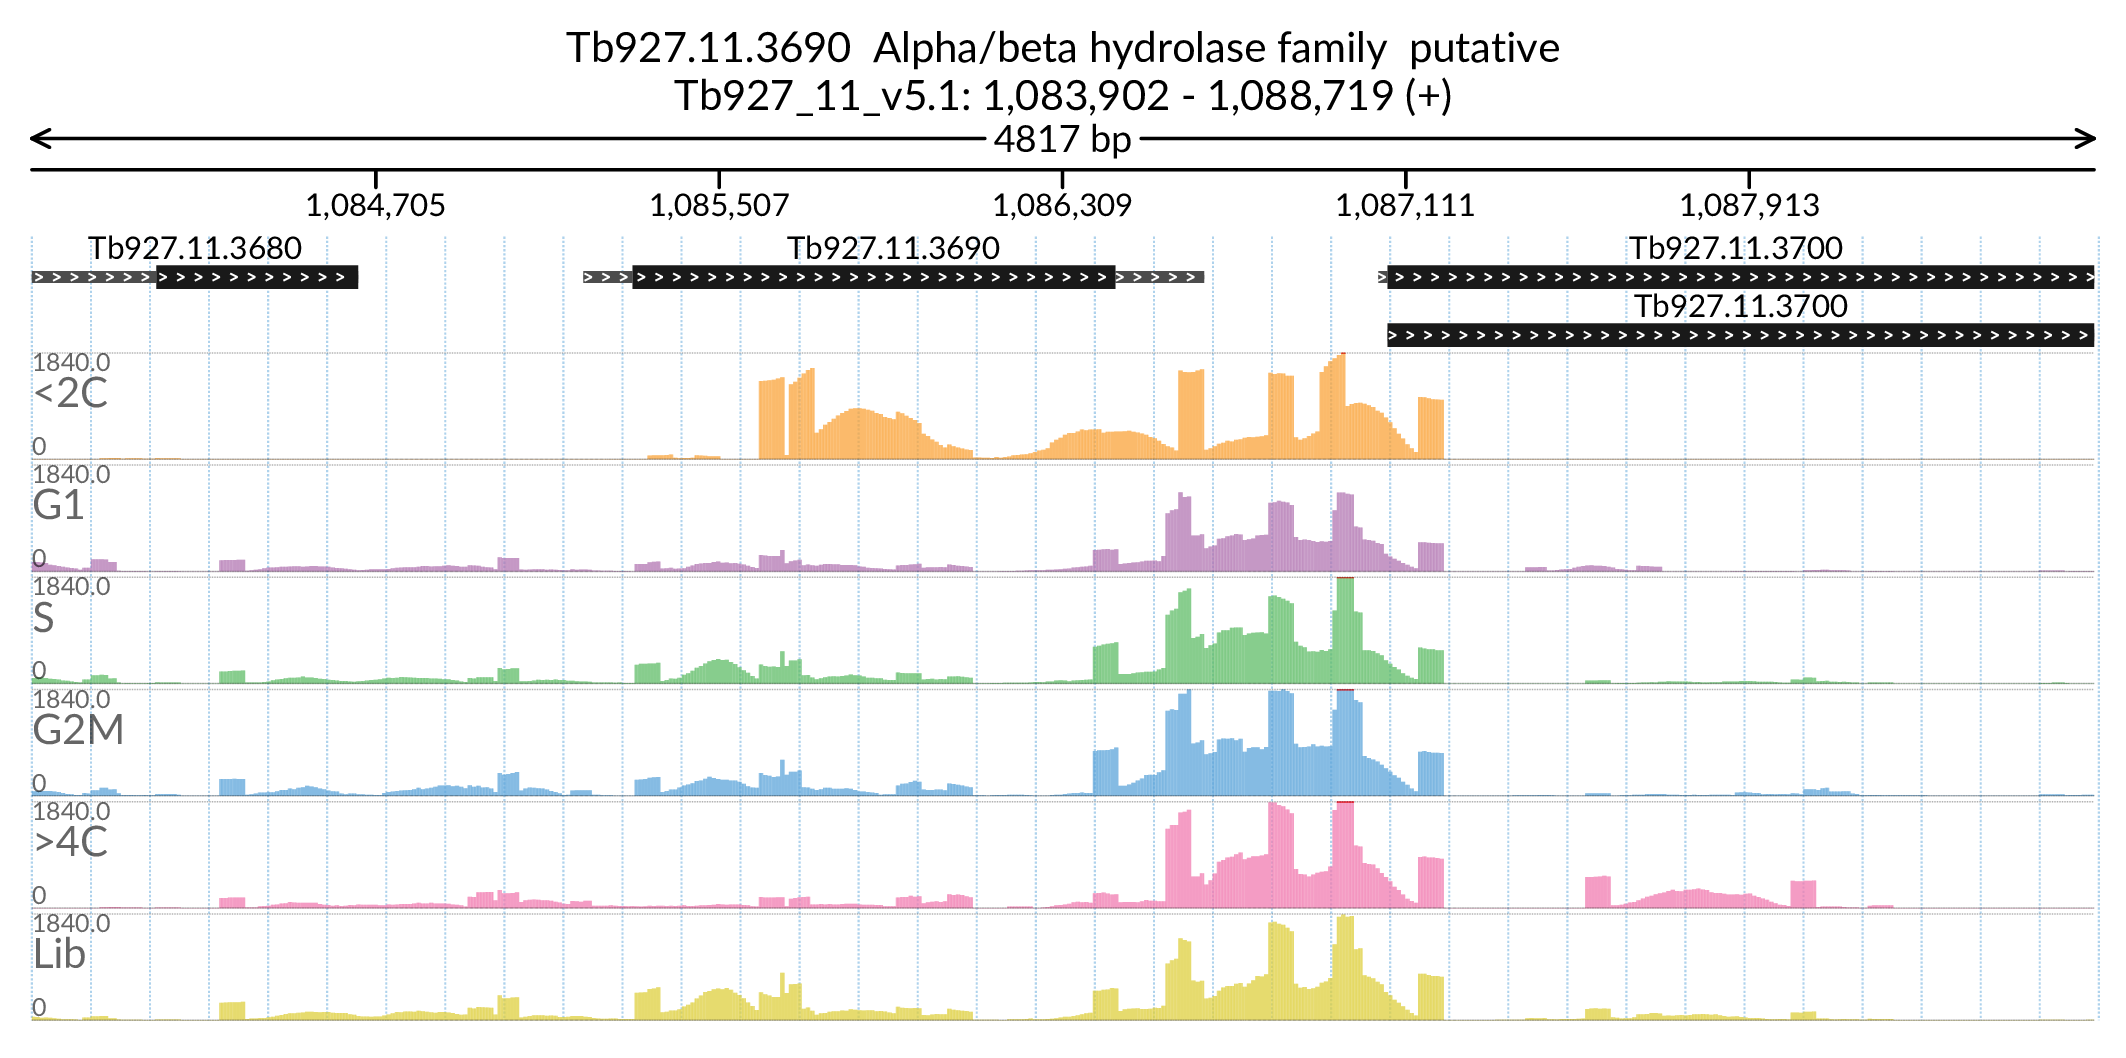 Tb927.11.3690  Alpha/beta hydrolase family  putative
Tb927_11_v5.1: 1,083,902 - 1,088,719 (+)
4817 bp
1,084,705 1,085,507 1,086,309 1,087,111 1,087,913
Tb927.11.3680 Tb927.11.3690 Tb927.11.3700
Tb927.11.3700
1840.0
<2C
0
1840.0
G1
0
1840.0
S
0
1840.0
G2M
0
1840.0
>4C
0
1840.0
Lib
0